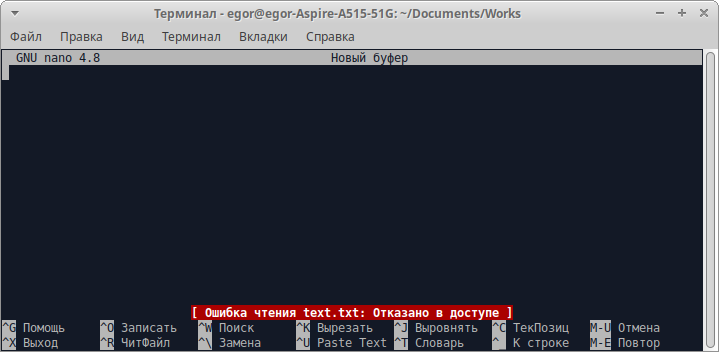 Терминал - egor@egor-Aspire-A515-51G: ~/Documents/Works
Файл Правка Вид Терминал Вкладки Справка
GNU nano 4.8 Новый буфер
[ Ошибка чтения text.txt: Отказано в доступе ]
^G Помощь ^O Записать ^W Поиск ^K Вырезать ^J Выровнять ^C ТекПозиц M-U Отмена
^X Выход ^R ЧитФайл ^\ Замена ^U Paste Text ^T Словарь ^_ К строке M-E Повтор